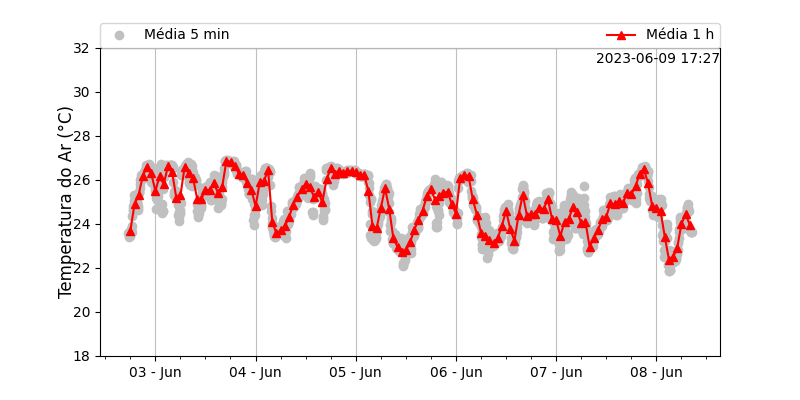 Média 5 min
Média 1 h
2023-06-09 17:27
Temperatura do Ar (°C)
32
30
28
26
24
22
20
18
03 - Jun
04 - Jun
05 - Jun
06 - Jun
07 - Jun
08 - Jun